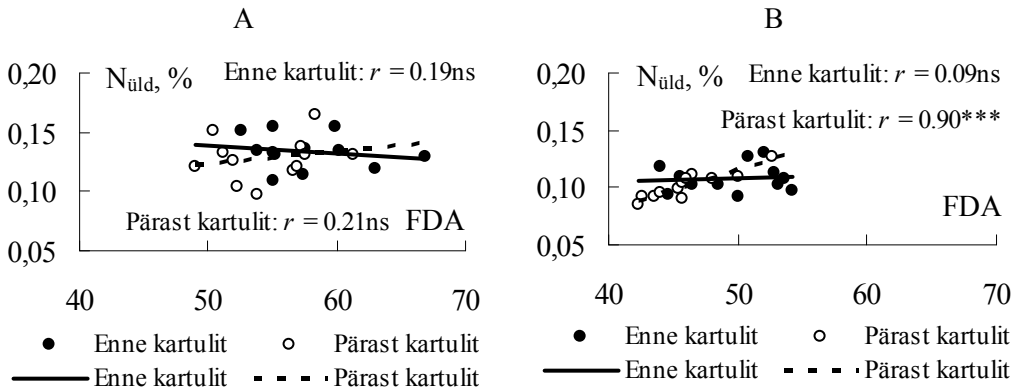 A
0,20
0,15
0,10
0,05
Nüld, %
Enne kartulit: r = 0.19ns
Pärast kartulit: r = 0.21ns
FDA
40 50 60 70
Enne kartulit Pärast kartulit
Enne kartulit Pärast kartulit
B
0,20
0,15
0,10
0,05
Nüld, %
Enne kartulit: r = 0.09ns
Pärast kartulit: r = 0.90***
FDA
40 50 60 70
Enne kartulit Pärast kartulit
Enne kartulit Pärast kartulit